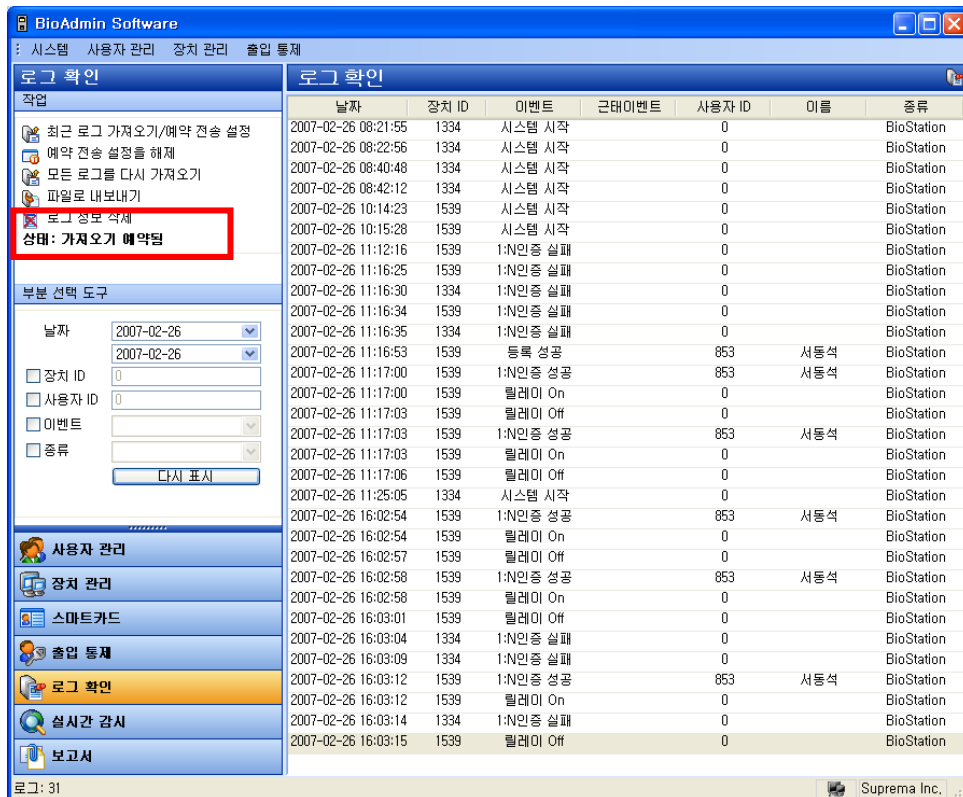 BioAdmin Software
시스템 사용자 관리 장치 관리 출입 통제
로그 확인
작업
최근 로그 가져오기/예약 전송 설정
예약 전송 설정을 해제
모든 로그를 다시 가져오기
파일로 내보내기
로그 정보 삭제
상태: 가져오기 예약됨
부분 선택 도구
날짜 2007-02-26
2007-02-26
장치 ID 0
사용자 ID 0
이벤트
종류
다시 표시
사용자 관리
장치 관리
스마트카드
출입 통제
로그 확인
실시간 감시
보고서
로그 확인
날짜 장치 ID 이벤트 근태이벤트 사용자 ID 이름 종류
2007-02-26 08:21:55 1334 시스템 시작 0 BioStation
2007-02-26 08:22:56 1334 시스템 시작 0 BioStation
2007-02-26 08:40:48 1334 시스템 시작 0 BioStation
2007-02-26 08:42:12 1334 시스템 시작 0 BioStation
2007-02-26 10:14:23 1539 시스템 시작 0 BioStation
2007-02-26 10:15:28 1539 시스템 시작 0 BioStation
2007-02-26 11:12:16 1539 1:N인증 실패 0 BioStation
2007-02-26 11:16:25 1539 1:N인증 실패 0 BioStation
2007-02-26 11:16:30 1334 1:N인증 실패 0 BioStation
2007-02-26 11:16:34 1539 1:N인증 실패 0 BioStation
2007-02-26 11:16:35 1334 1:N인증 실패 0 BioStation
2007-02-26 11:16:53 1539 등록 성공 853 서동석 BioStation
2007-02-26 11:17:00 1539 1:N인증 성공 853 서동석 BioStation
2007-02-26 11:17:00 1539 릴레이 On 0 BioStation
2007-02-26 11:17:03 1539 릴레이 Off 0 BioStation
2007-02-26 11:17:03 1539 1:N인증 성공 853 서동석 BioStation
2007-02-26 11:17:03 1539 릴레이 On 0 BioStation
2007-02-26 11:17:06 1539 릴레이 Off 0 BioStation
2007-02-26 11:25:05 1334 시스템 시작 0 BioStation
2007-02-26 16:02:54 1539 1:N인증 성공 853 서동석 BioStation
2007-02-26 16:02:54 1539 릴레이 On 0 BioStation
2007-02-26 16:02:57 1539 릴레이 Off 0 BioStation
2007-02-26 16:02:58 1539 1:N인증 성공 853 서동석 BioStation
2007-02-26 16:02:58 1539 릴레이 On 0 BioStation
2007-02-26 16:03:01 1539 릴레이 Off 0 BioStation
2007-02-26 16:03:04 1334 1:N인증 실패 0 BioStation
2007-02-26 16:03:09 1334 1:N인증 실패 0 BioStation
2007-02-26 16:03:12 1539 1:N인증 성공 853 서동석 BioStation
2007-02-26 16:03:12 1539 릴레이 On 0 BioStation
2007-02-26 16:03:14 1334 1:N인증 실패 0 BioStation
2007-02-26 16:03:15 1539 릴레이 Off 0 BioStation
로그: 31 Suprema Inc,